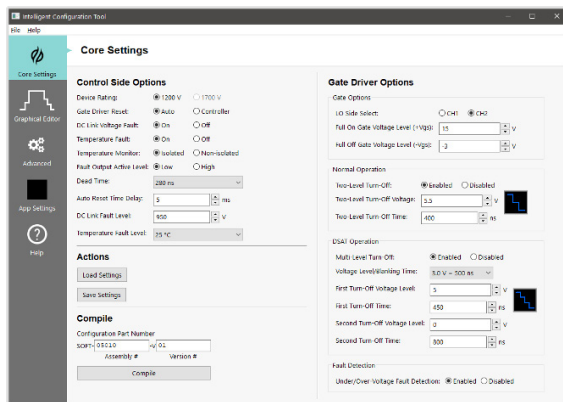 Intelligent Configuration Tool
File Help
Core Settings
Core Settings
Graphical Editor
Advanced
App Settings
Help
Control Side Options
Device Rating: 1200 V 1700 V
Gate Driver Reset: Auto Controller
DC Link Voltage Fault: On Off
Temperature Fault: On Off
Temperature Monitor: Isolated Non-isolated
Fault Output Active Level: Low High
Dead Time: 280 ns
Auto Reset Time Delay: 5 ms
DC Link Fault Level: 900 V
Temperature Fault Level: 25 °C
Actions
Load Settings
Save Settings
Compile
Configuration Part Number
SOFT- 05010 -v 01
Assembly # Version #
Compile
Gate Driver Options
Gate Options
LO Side Select: CH1 CH2
Full On Gate Voltage Level (+Vgs): 15 V
Full Off Gate Voltage Level (-Vgs): -3 V
Normal Operation
Two-Level Turn-Off: Enabled Disabled
Two-Level Turn-Off Voltage: 5.5 V
Two-Level Turn-Off Time: 400 ns
DSAT Operation
Multi Level Turn-Off: Enabled Disabled
Voltage Level/Blanking Time: ns
First Turn-Off Voltage Level: V
First Turn-Off Time: 450 ns
Second Turn-Off Voltage Level: 0 V
Second Turn-Off Time: 800 ns
Fault Detection
Under/Over Voltage Fault Detection: Enabled Disabled